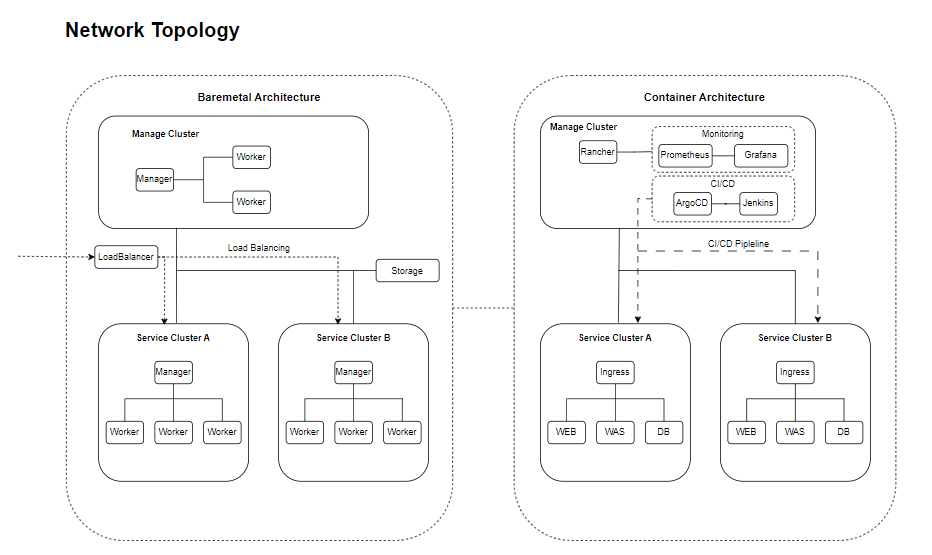 Network Topology
Baremetal Architecture
Manage Cluster
Worker
Manager
Worker
LoadBalancer
Load Balancing
Storage
Service Cluster A
Manager
Worker
Worker
Worker
Service Cluster B
Manager
Worker
Worker
Worker
Container Architecture
Manage Cluster
Monitoring
Rancher
Prometheus
Grafana
CI/CD
ArgoCD
Jenkins
CI/CD Pipleline
Service Cluster A
Ingress
WEB
WAS
DB
Service Cluster B
Ingress
WEB
WAS
DB